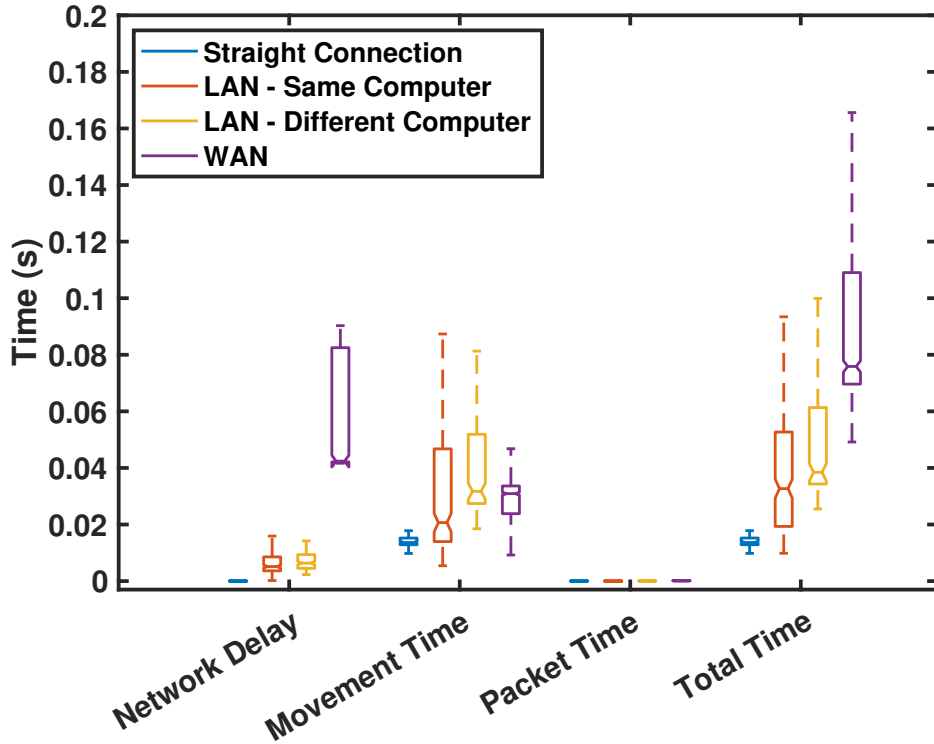 0.2
0.18
0.16
0.14
0.12
0.1
0.08
0.06
0.04
0.02
0
Time (s)
Straight Connection
LAN - Same Computer
LAN - Different Computer
WAN
Network Delay
Movement Time
Packet Time
Total Time